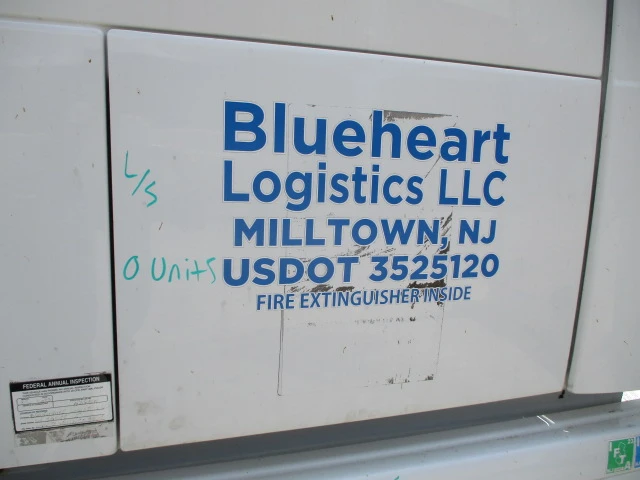 Blueheart
Logistics LLC
MILLTOWN, NJ
USDOT 3525120
FIRE EXTINGUISHER INSIDE
L/S
0 Units
FEDERAL ANNUAL INSPECTION